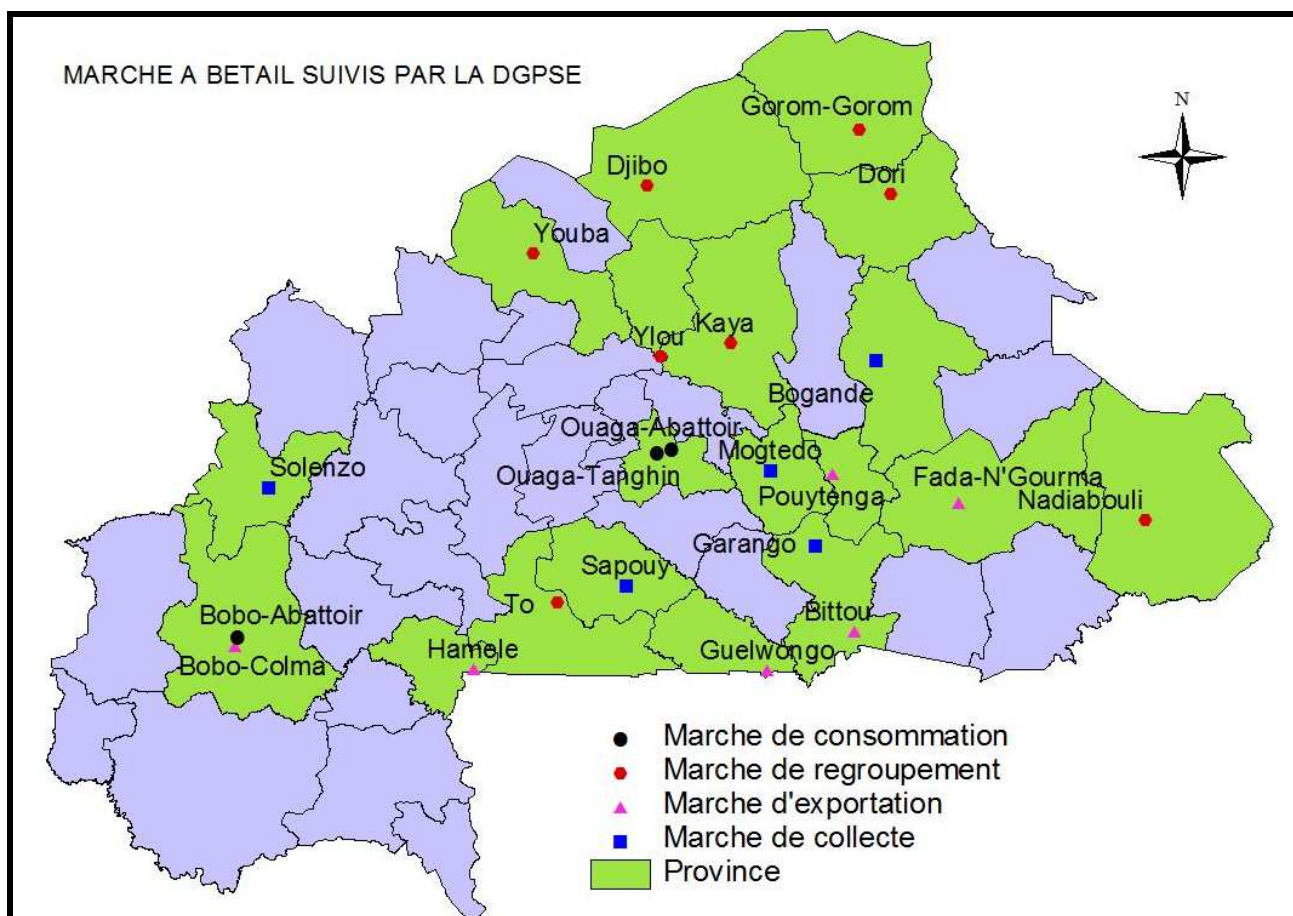 MARCHE A BETAIL SUIVIS PAR LA DGPSE
N
Gorom-Gorom
Djibo
Dori
Youba
Ylou
Kaya
Bogande
Ouaga-Abattoir
Mogtedo
Solenzo
Ouaga-Tanghin
Pouytenga
Fada-N'Gourma
Nadiabouli
Garango
Sapouy
To
Bobo-Abattoir
Bittou
Hamele
Guelwongo
Bobo-Colma
Marche de consommation
Marche de regroupement
Marche d'exportation
Marche de collecte
Province